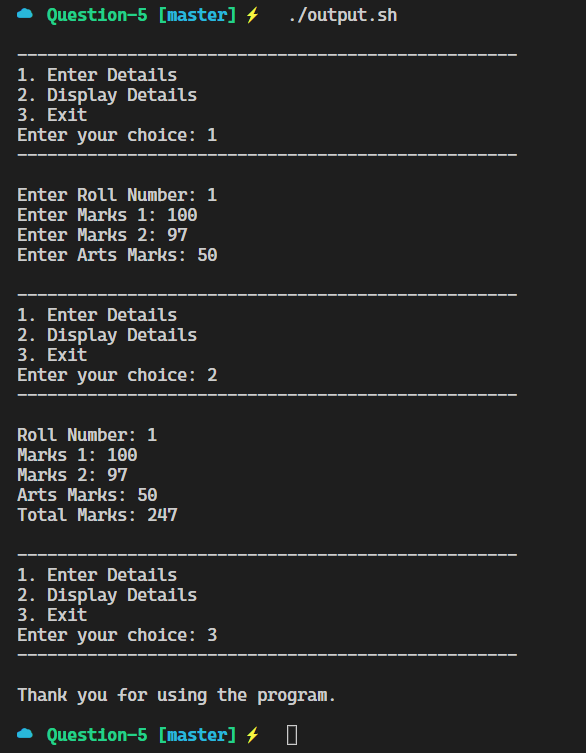 Question-5 [master] ⚡ ./output.sh
--------------------------------------------------
1. Enter Details
2. Display Details
3. Exit
Enter your choice: 1
--------------------------------------------------
Enter Roll Number: 1
Enter Marks 1: 100
Enter Marks 2: 97
Enter Arts Marks: 50
--------------------------------------------------
1. Enter Details
2. Display Details
3. Exit
Enter your choice: 2
--------------------------------------------------
Roll Number: 1
Marks 1: 100
Marks 2: 97
Arts Marks: 50
Total Marks: 247
--------------------------------------------------
1. Enter Details
2. Display Details
3. Exit
Enter your choice: 3
--------------------------------------------------
Thank you for using the program.
Question-5 [master] ⚡